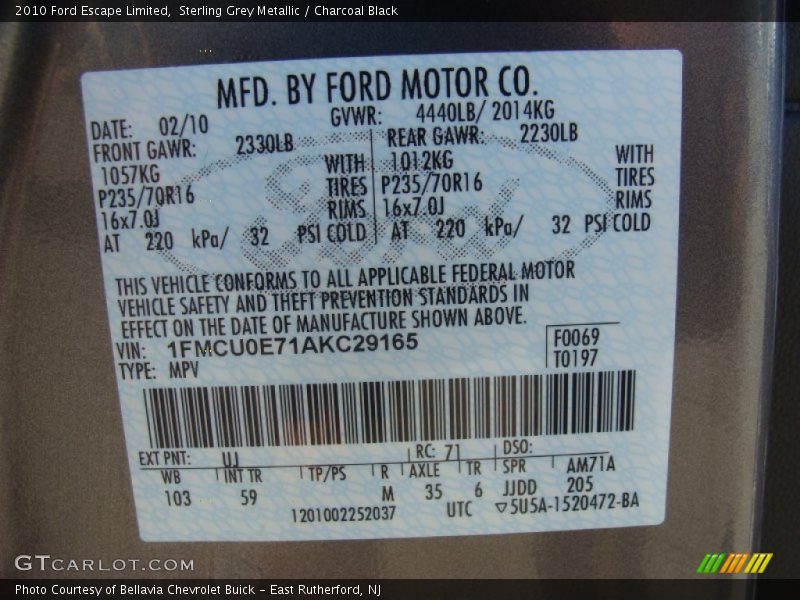 2010 Ford Escape Limited,  Sterling Grey Metallic / Charcoal Black
MFD. BY FORD MOTOR CO.
DATE: 02/10 GVWR: 4440LB/ 2014KG
FRONT GAWR: 2330LB REAR GAWR: 2230LB
1057KG WITH 1012KG WITH
P235/70R16 TIRES P235/70R16 TIRES
16x7.0J RIMS 16x7.0J RIMS
AT 220 kPa/ 32 PSI COLD AT 220 kPa/ 32 PSI COLD
THIS VEHICLE CONFORMS TO ALL APPLICABLE FEDERAL MOTOR
VEHICLE SAFETY AND THEFT PREVENTION STANDARDS IN
EFFECT ON THE DATE OF MANUFACTURE SHOWN ABOVE.
VIN: 1FMCU0E71AKC29165 F0069
TYPE: MPV T0197
EXT PNT: UJ RC: 71 DSO:
WB INT TR TP/PS R AXLE TR SPR AM71A
103 59 M 35 6 JJDD 205
1201002252037 UTC ▽5U5A-1520472-BA
Ford
GTCARLOT.COM
Photo Courtesy of Bellavia Chevrolet Buick – East Rutherford, NJ